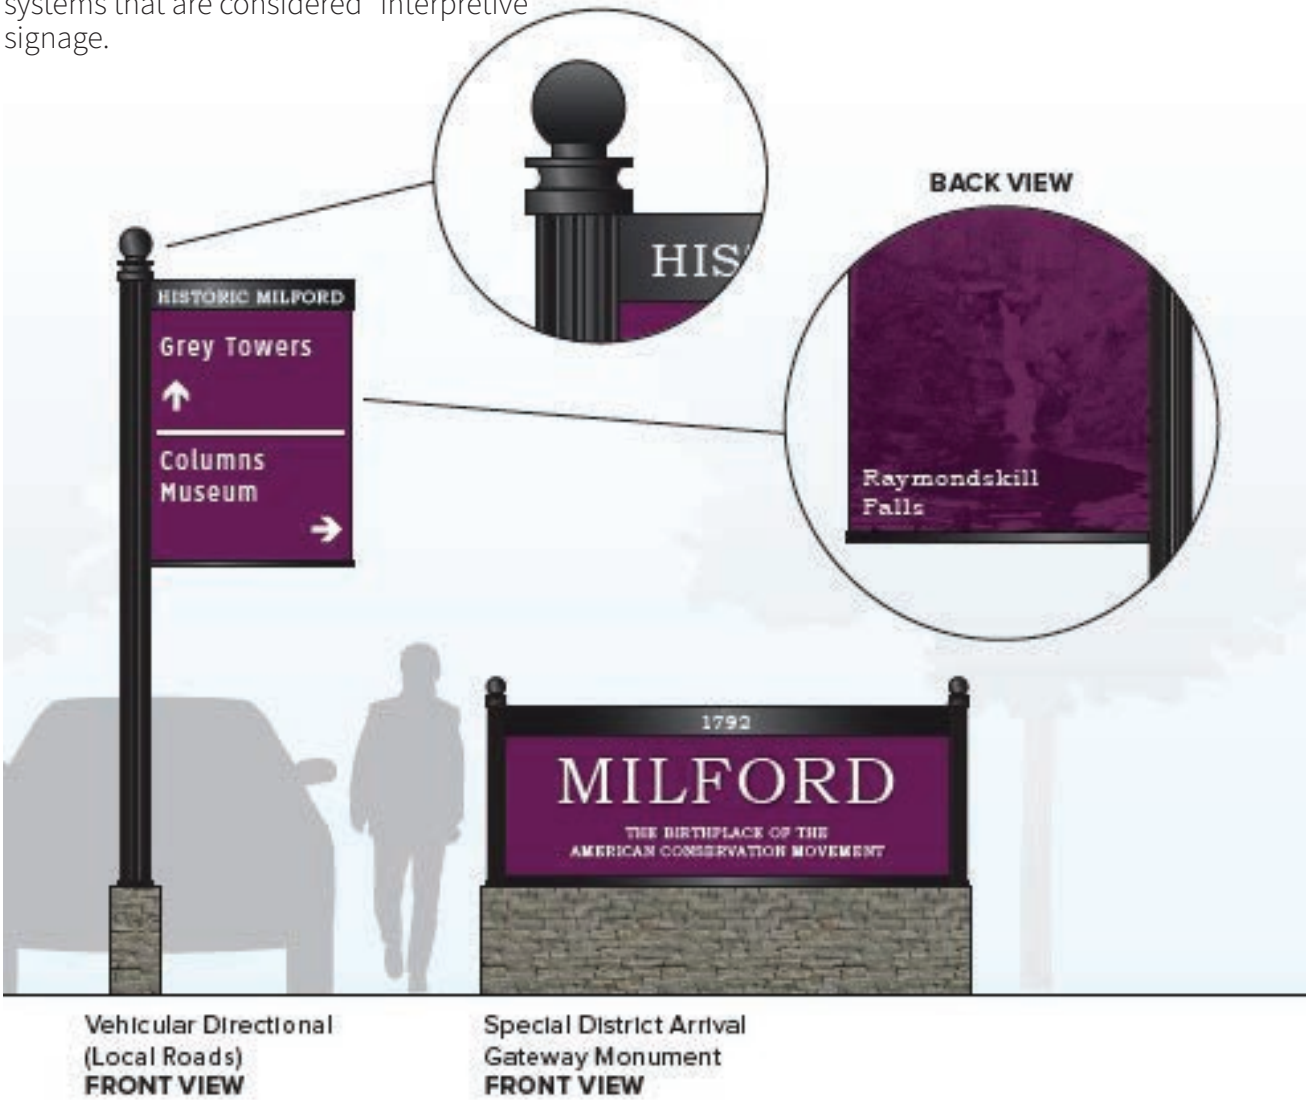 systems that are considered "interpretive
signage.
HIS
BACK VIEW
HISTORIC MILFORD
Grey Towers
Columns
Museum
Raymondskill
Falls
1792
MILFORD
THE BIRTHPLACE OF THE
AMERICAN CONSERVATION MOVEMENT
Vehicular Directional
(Local Roads)
FRONT VIEW
Special District Arrival
Gateway Monument
FRONT VIEW